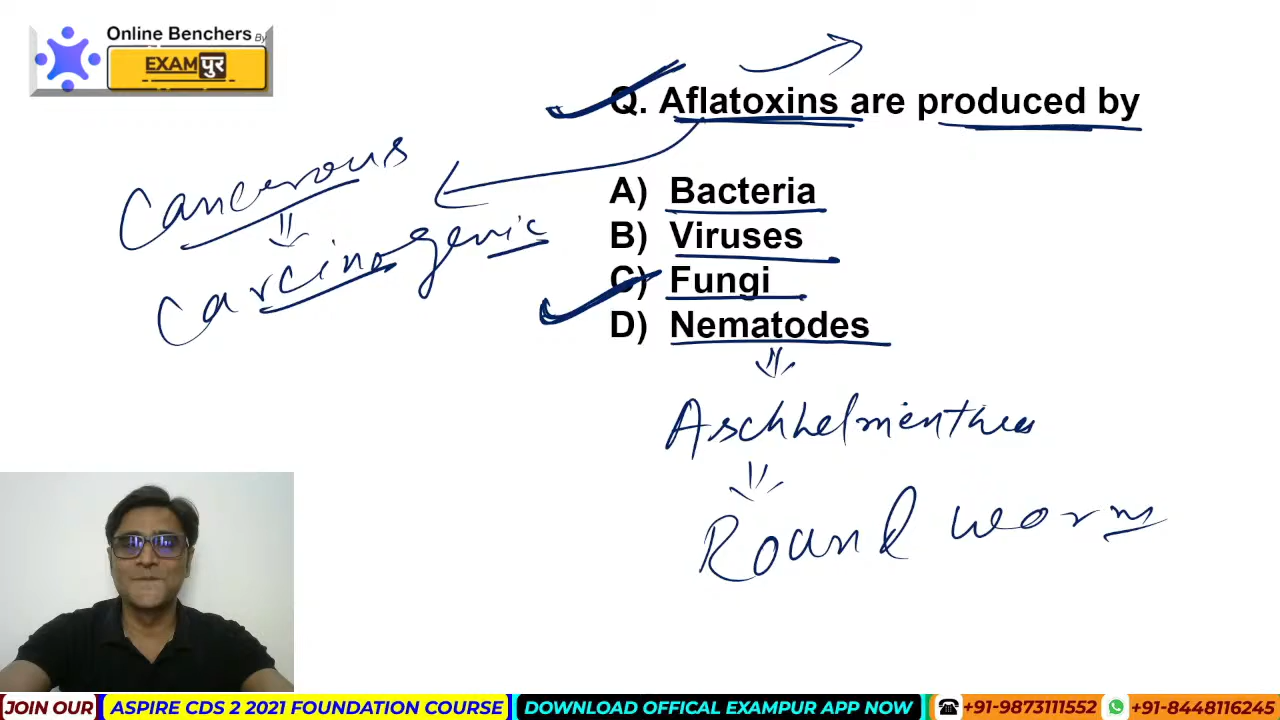 Online Benchers By
EXAMपुर
Q. Aflatoxins are produced by
A) Bacteria
B) Viruses
C) Fungi
D) Nematodes
Cancerous
Carcinogenic
Aschhelminthes
Round worms
JOIN OUR ASPIRE CDS 2 2021 FOUNDATION COURSE DOWNLOAD OFFICAL EXAMPUR APP NOW +91-9873111552 +91-8448116245